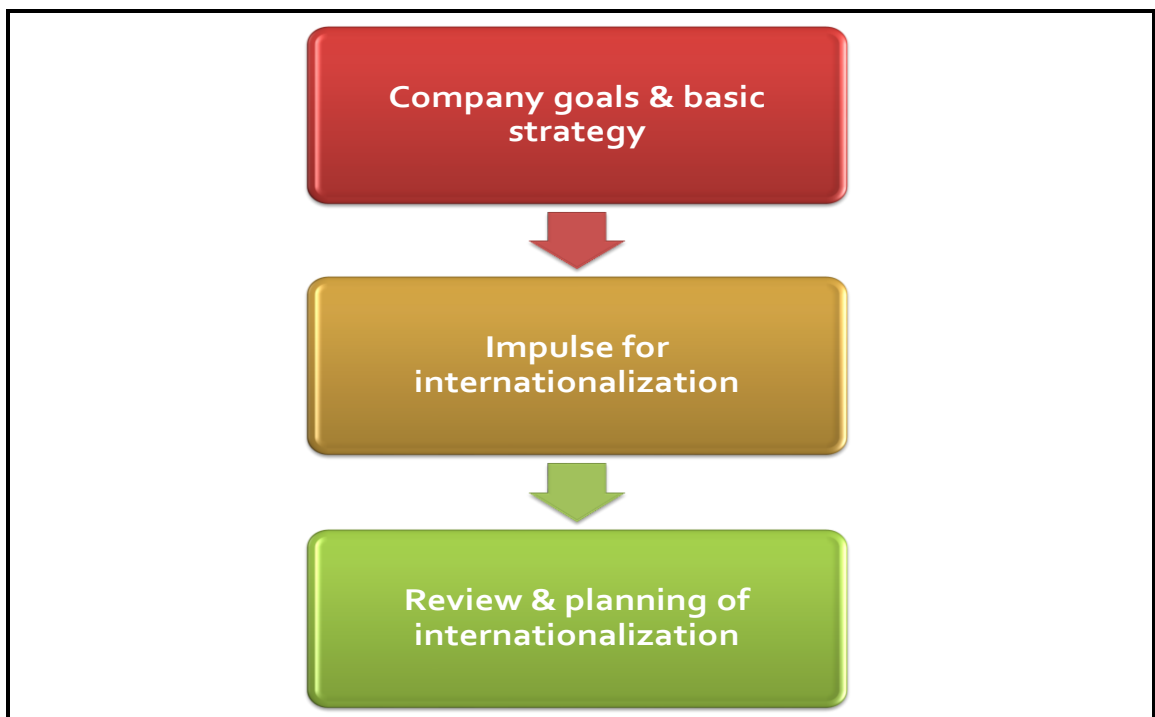 Company goals & basic
strategy
Impulse for
internationalization
Review & planning of
internationalization